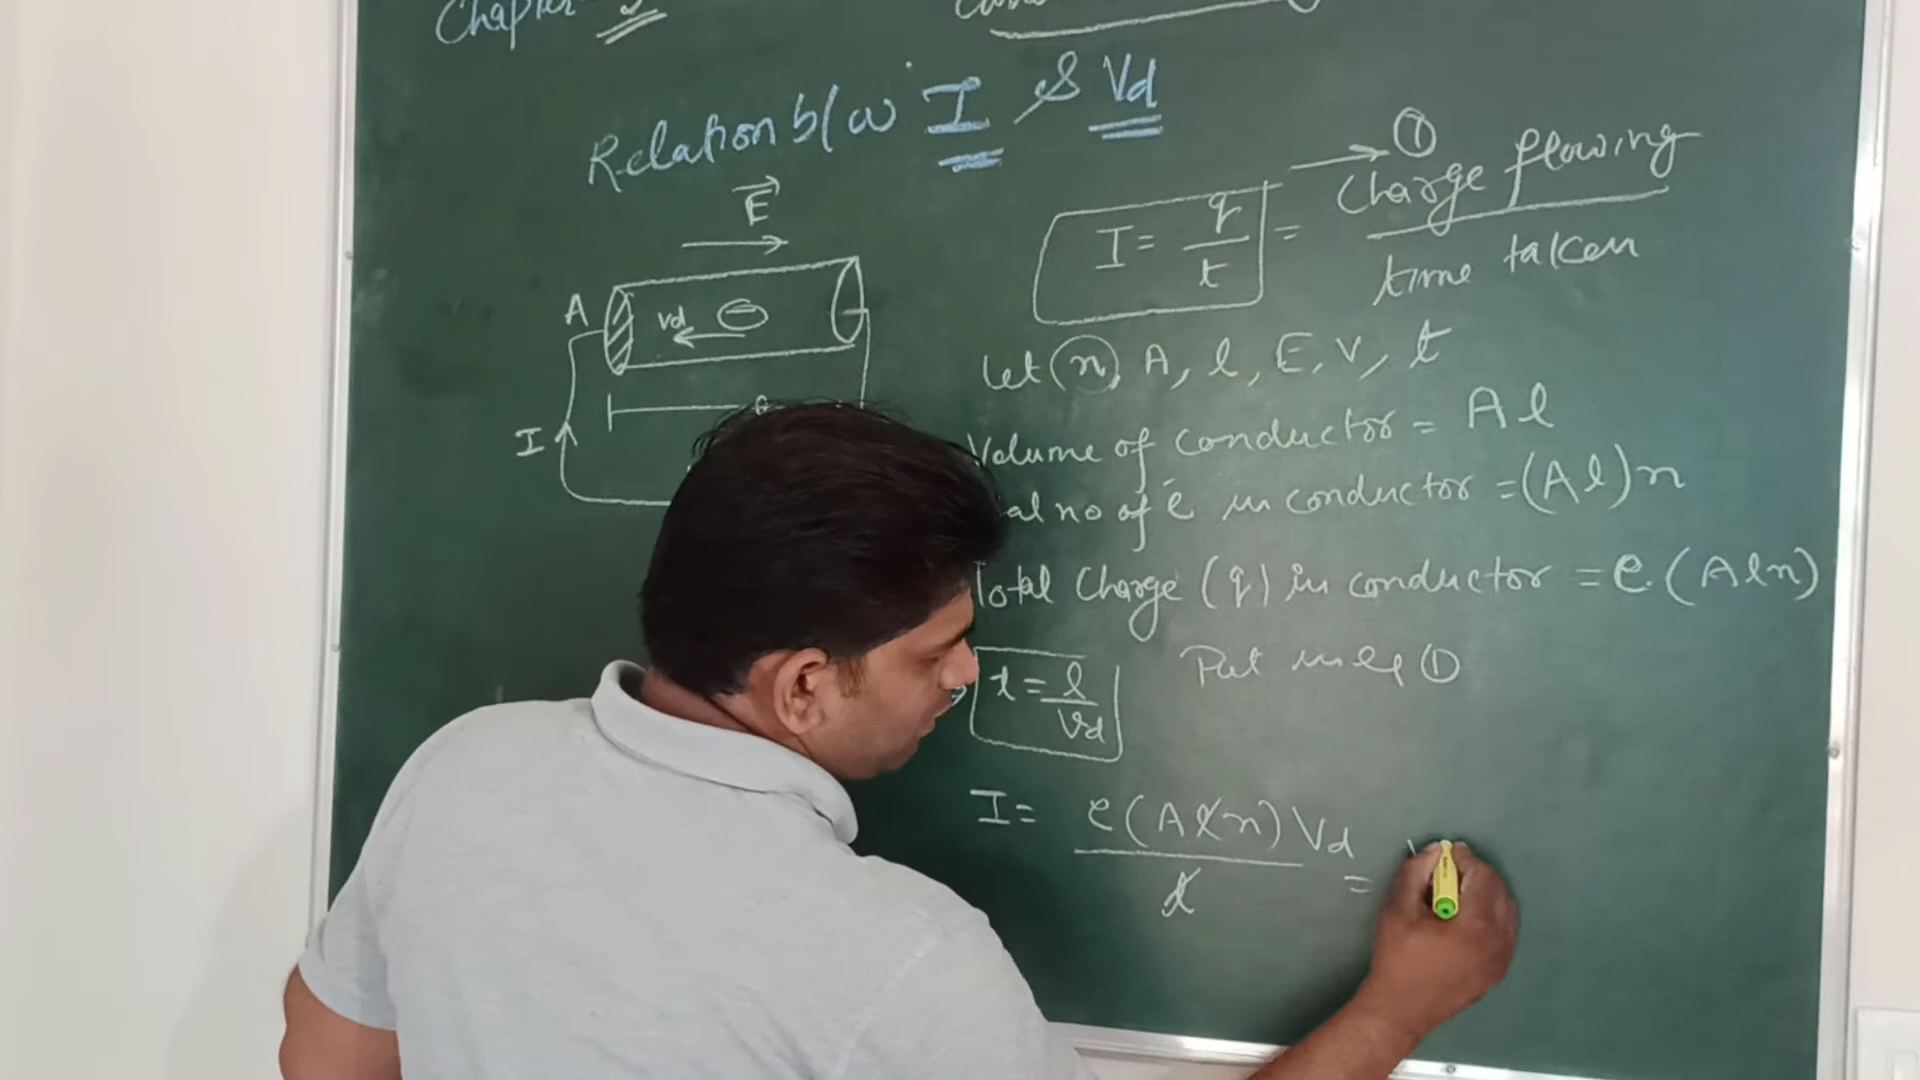 Chapter
Relation b/w I & Vd
E
A
Vd
I
I = q/t = Charge flowing / time taken
①
Let n, A, l, E, V, t
Volume of conductor = Al
no of e⁻ in conductor = (Al)n
Total Charge (q) in conductor = e.(Aln)
t = l/Vd
Put in eq ①
I = e(Aln)Vd / l =